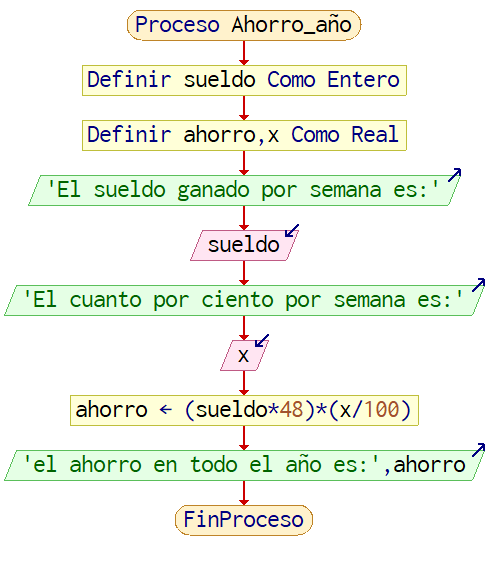 Proceso Ahorro_año
Definir sueldo Como Entero
Definir ahorro,x Como Real
'El sueldo ganado por semana es:'
sueldo
'El cuanto por ciento por semana es:'
x
ahorro ← (sueldo*48)*(x/100)
'el ahorro en todo el año es:',ahorro
FinProceso